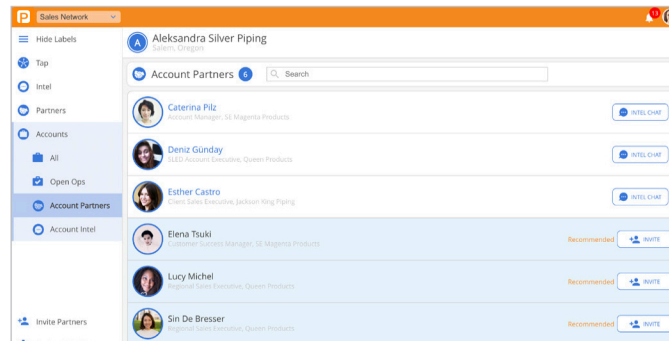 P Sales Network
13
Hide Labels
Tap
Intel
Partners
Accounts
All
Open Ops
Account Partners
Account Intel
Invite Partners
A Aleksandra Silver Piping
Salem, Oregon
Account Partners 6 Search
Caterina Pilz
Account Manager, SE Magenta Products
INTEL CHAT
Deniz Günday
SLED Account Executive, Queen Products
INTEL CHAT
Esther Castro
Client Sales Executive, Jackson King Piping
INTEL CHAT
Elena Tsuki
Customer Success Manager, SE Magenta Products
Recommended INVITE
Lucy Michel
Regional Sales Executive, Queen Products
Recommended INVITE
Sin De Bresser
Regional Sales Executive, Queen Products
Recommended INVITE